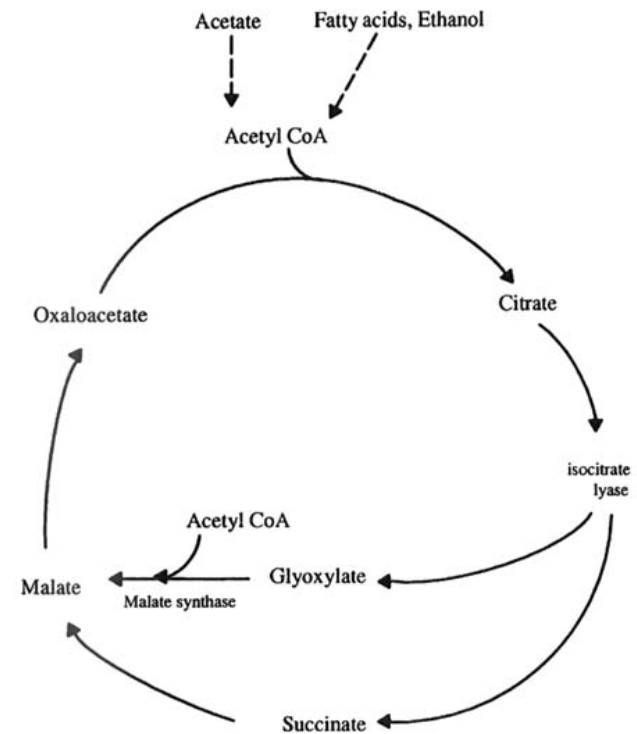 Acetate
Fatty acids, Ethanol
Acetyl CoA
Oxaloacetate
Citrate
isocitrate
lyase
Acetyl CoA
Glyoxylate
Malate
Malate synthase
Succinate